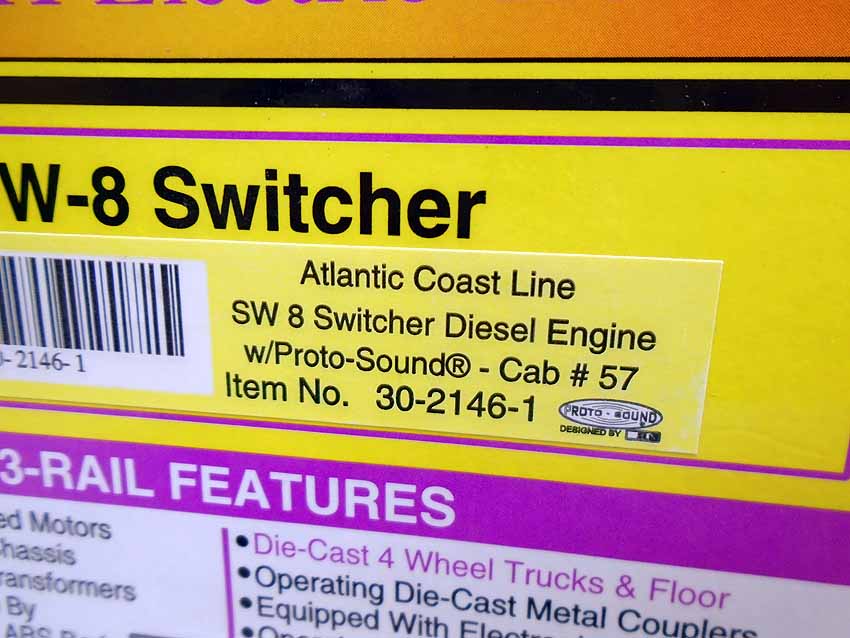 W-8 Switcher
Atlantic Coast Line
SW 8 Switcher Diesel Engine
w/Proto-Sound® - Cab # 57
Item No. 30-2146-1
PROTO - SOUND
DESIGNED BY
- 2146- 1
3-RAIL FEATURES
ed Motors
hassis
ransformers
By
ABS
•Die-Cast 4 Wheel Trucks & Floor
•Operating Die-Cast Metal Couplers
•Equipped With Electro